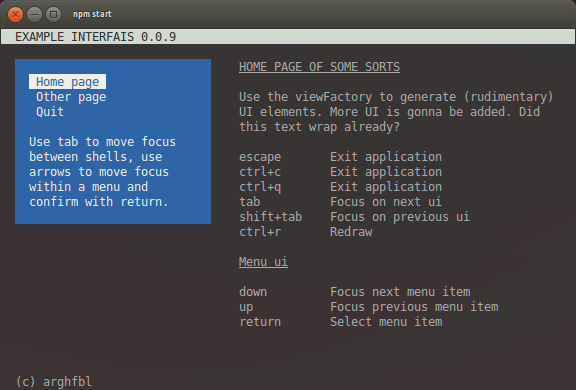 npm start
EXAMPLE INTERFAIS 0.0.9
Home page
Other page
Quit
Use tab to move focus
between shells, use
arrows to move focus
within a menu and
confirm with return.
HOME PAGE OF SOME SORTS
Use the viewFactory to generate (rudimentary)
UI elements. More UI is gonna be added. Did
this text wrap already?
escape Exit application
ctrl+c Exit application
ctrl+q Exit application
tab Focus on next ui
shift+tab Focus on previous ui
ctrl+r Redraw
Menu ui
down Focus next menu item
up Focus previous menu item
return Select menu item
(c) arghfbl